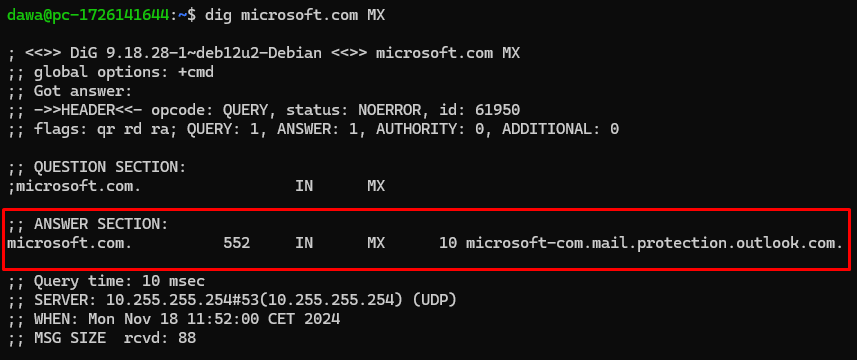 dawa@pc-1726141644:~$ dig microsoft.com MX
; <<>> DiG 9.18.28-1~deb12u2-Debian <<>> microsoft.com MX
;; global options: +cmd
;; Got answer:
;; ->>HEADER<<- opcode: QUERY, status: NOERROR, id: 61950
;; flags: qr rd ra; QUERY: 1, ANSWER: 1, AUTHORITY: 0, ADDITIONAL: 0
;; QUESTION SECTION:
;microsoft.com. IN MX
;; ANSWER SECTION:
microsoft.com. 552 IN MX 10 microsoft-com.mail.protection.outlook.com.
;; Query time: 10 msec
;; SERVER: 10.255.255.254#53(10.255.255.254) (UDP)
;; WHEN: Mon Nov 18 11:52:00 CET 2024
;; MSG SIZE rcvd: 88